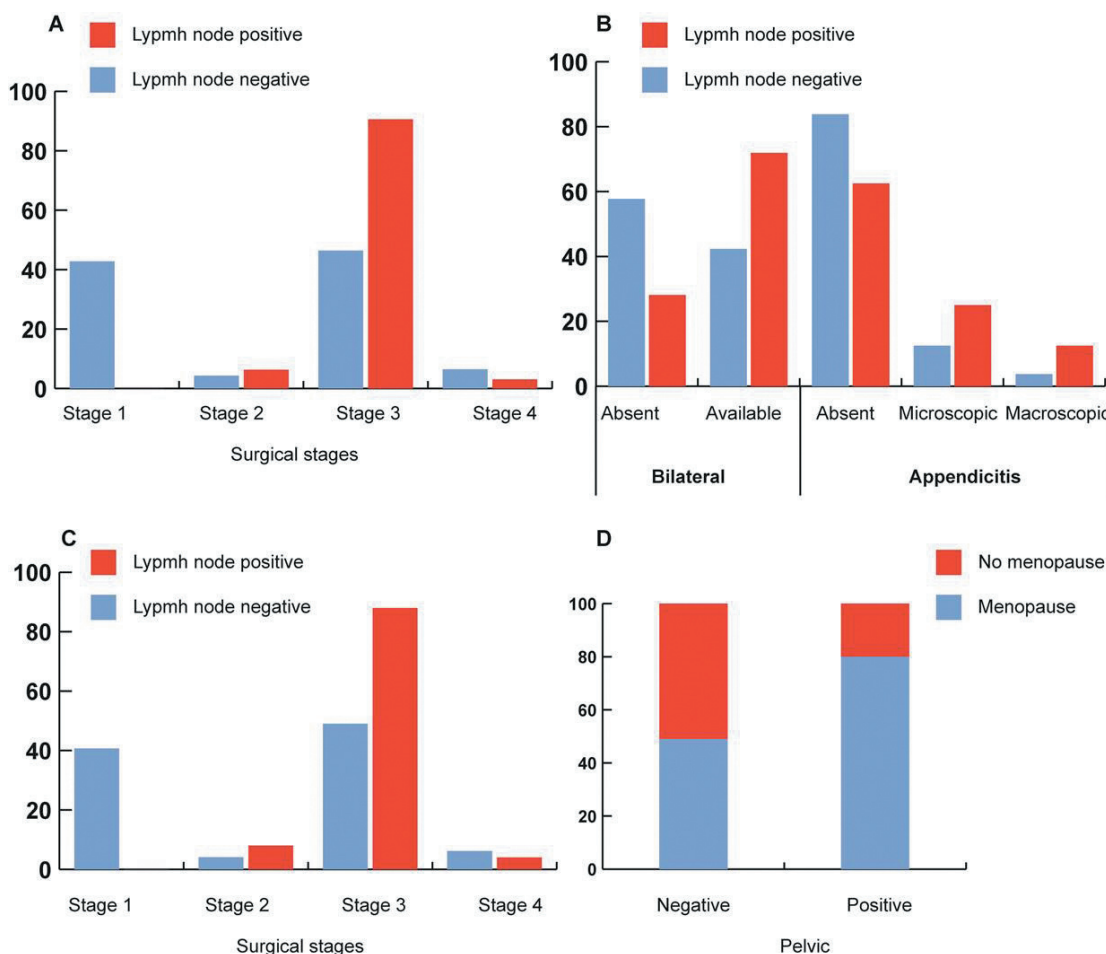 A
Lypmh node positive
Lypmh node negative
100
80
60
40
20
0
Stage 1 Stage 2 Stage 3 Stage 4
Surgical stages
B
Lypmh node positive
Lypmh node negative
100
80
60
40
20
0
Absent Available Absent Microscopic Macroscopic
Bilateral Appendicitis
C
Lypmh node positive
Lypmh node negative
100
80
60
40
20
0
Stage 1 Stage 2 Stage 3 Stage 4
Surgical stages
D
No menopause
Menopause
100
80
60
40
20
0
Negative Positive
Pelvic